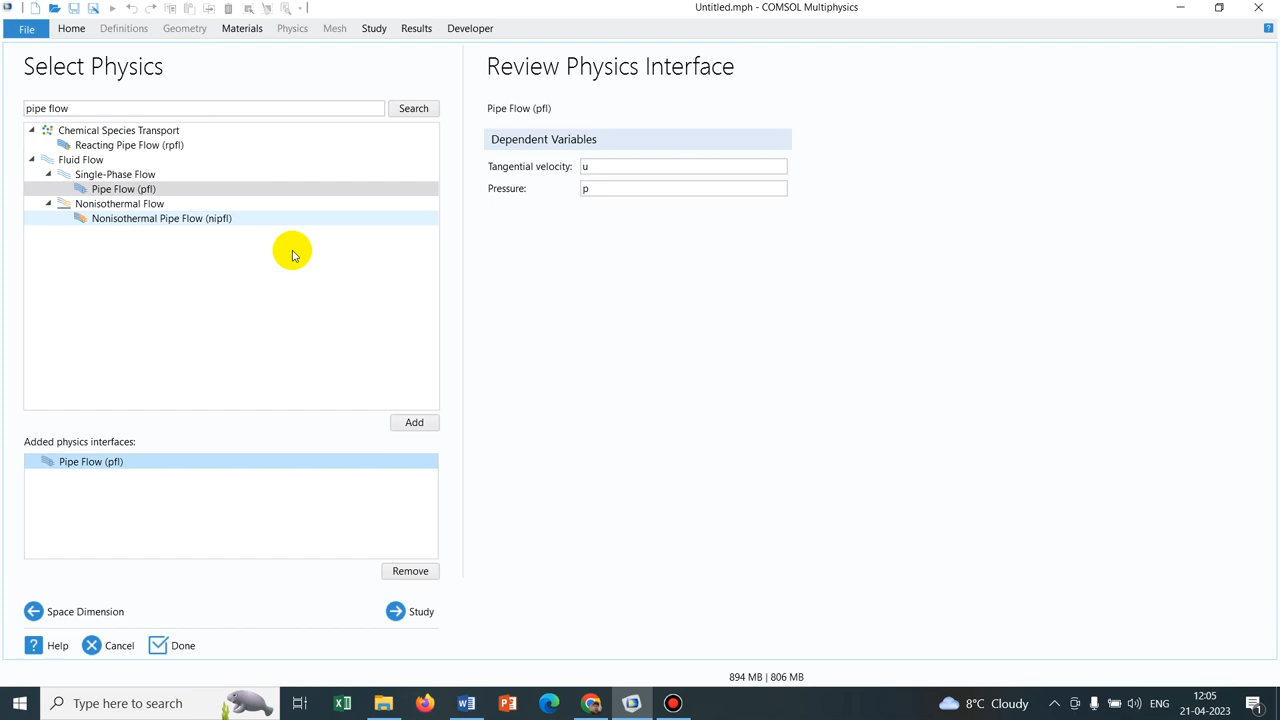 Untitled.mph - COMSOL Multiphysics
File Home Definitions Geometry Materials Physics Mesh Study Results Developer
Select Physics
Review Physics Interface
pipe flow
Search
Pipe Flow (pfl)
Chemical Species Transport
Reacting Pipe Flow (rpfl)
Fluid Flow
Single-Phase Flow
Pipe Flow (pfl)
Nonisothermal Flow
Nonisothermal Pipe Flow (nipfl)
Dependent Variables
Tangential velocity: u
Pressure: p
Add
Added physics interfaces:
Pipe Flow (pfl)
Remove
Space Dimension
Study
? Help
Cancel
Done
894 MB | 806 MB
Type here to search
8°C Cloudy
ENG
12:05
21-04-2023